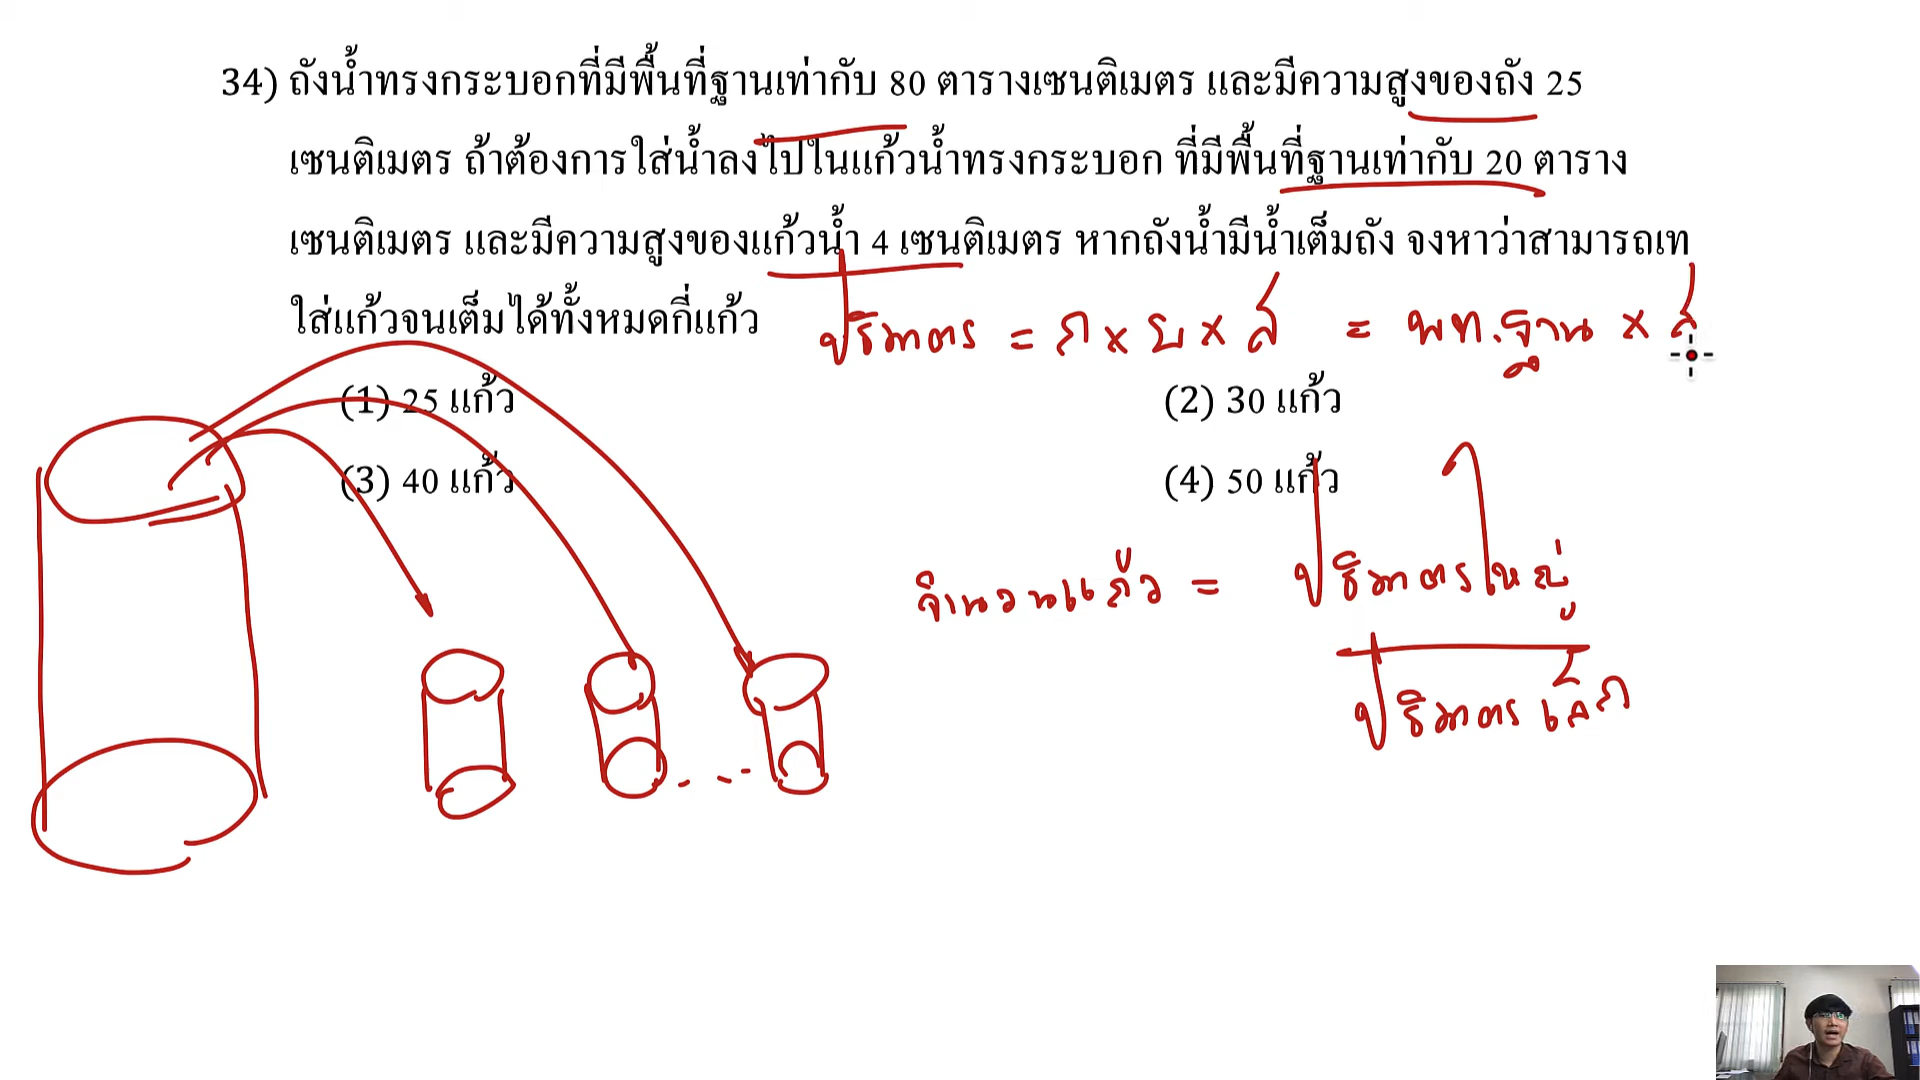 34) ถังน้ำทรงกระบอกที่มีพื้นที่ฐานเท่ากับ 80 ตารางเซนติเมตร และมีความสูงของถัง 25
เซนติเมตร ถ้าต้องการใส่น้ำลงไปในแก้วน้ำทรงกระบอก ที่มีพื้นที่ฐานเท่ากับ 20 ตาราง
เซนติเมตร และมีความสูงของแก้วน้ำ 4 เซนติเมตร หากถังน้ำมีน้ำเต็มถัง จงหาว่าสามารถเท
ใส่แก้วจนเต็มได้ทั้งหมดกี่แก้ว
ปริมาตร = ก × ย × ส = พท.ฐาน × ส
(1) 25 แก้ว (2) 30 แก้ว
(3) 40 แก้ว (4) 50 แก้ว
จำนวนแก้ว = ปริมาตรใหญ่
ปริมาตรเล็ก